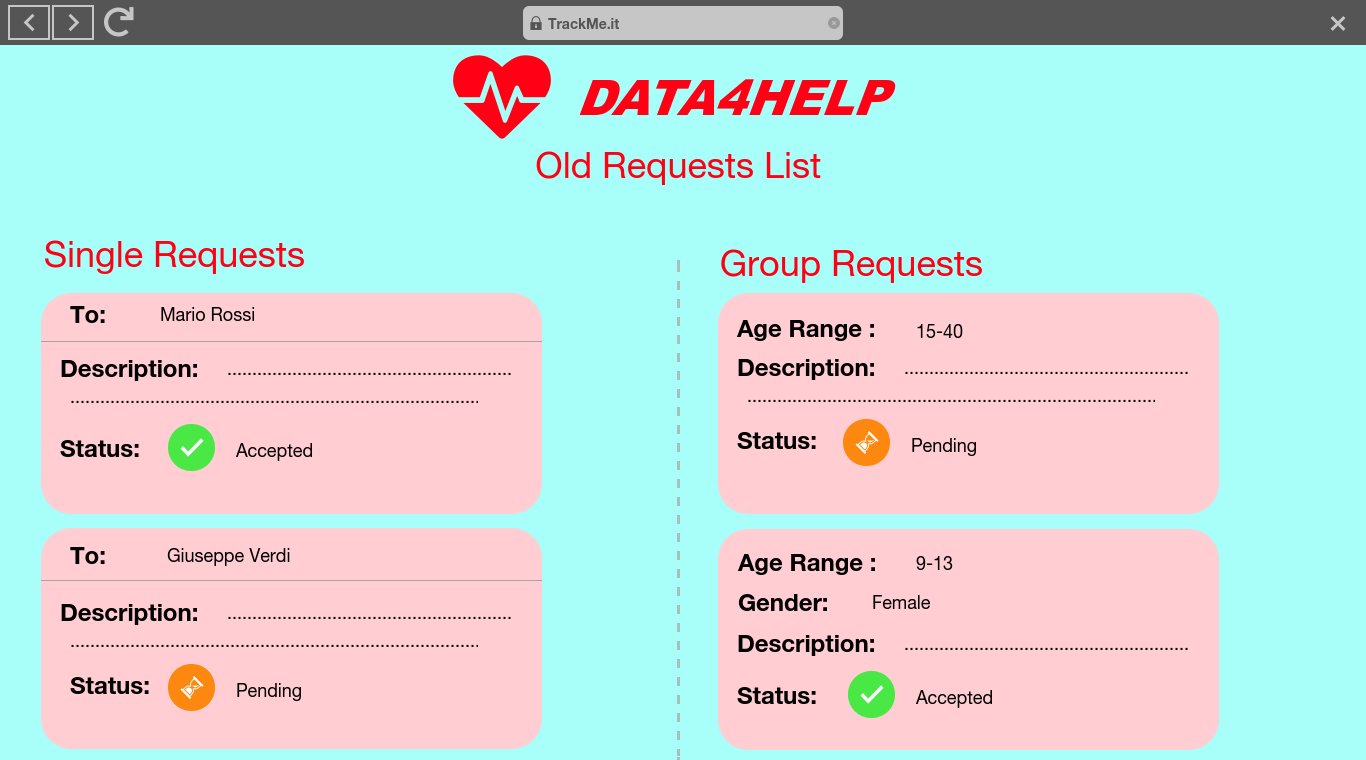 TrackMe.it
DATA4HELP
Old Requests List
Single Requests
To: Mario Rossi
Description: .........................................................
..................................................................................
Status: Accepted
To: Giuseppe Verdi
Description: .........................................................
..................................................................................
Status: Pending
Group Requests
Age Range : 15-40
Description: .........................................................
..................................................................................
Status: Pending
Age Range : 9-13
Gender: Female
Description: .........................................................
Status: Accepted